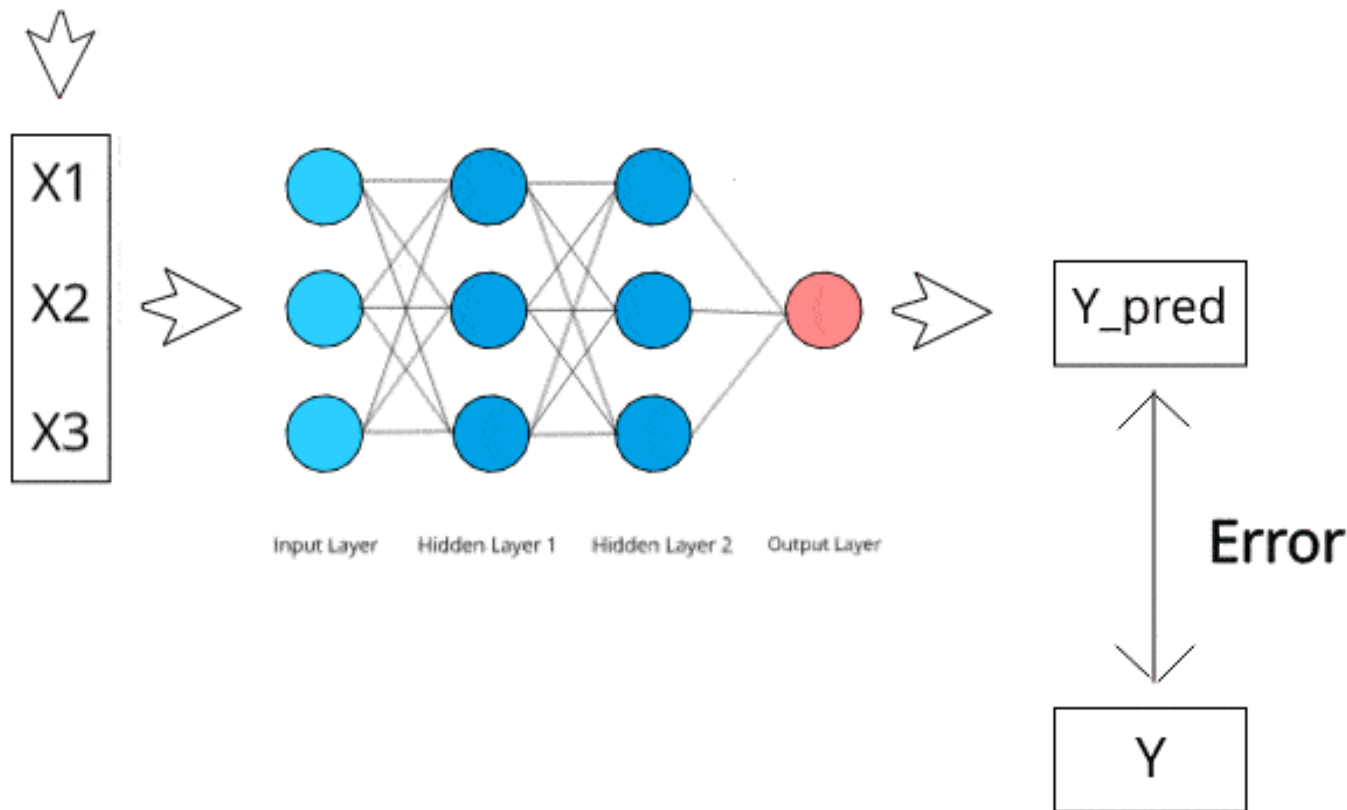 X1
X2
X3
Input Layer
Hidden Layer 1
Hidden Layer 2
Output Layer
Y_pred
Error
Y